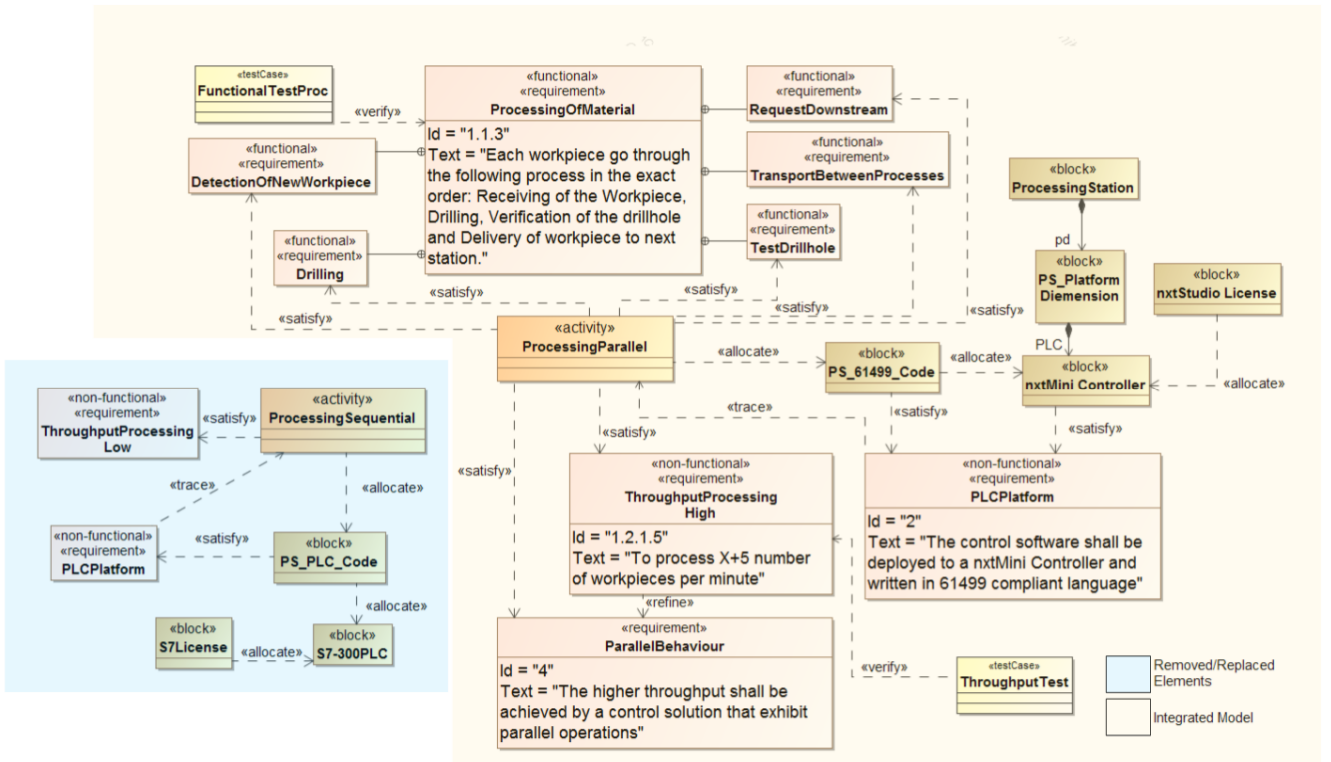 «testCase»
FunctionalTestProc
«verify»
«functional»
«requirement»
ProcessingOfMaterial
Id = "1.1.3"
Text = "Each workpiece go through
the following process in the exact
order: Receiving of the Workpiece,
Drilling, Verification of the drillhole
and Delivery of workpiece to next
station."
«functional»
«requirement»
RequestDownstream
«functional»
«requirement»
DetectionOfNewWorkpiece
«functional»
«requirement»
TransportBetweenProcesses
«functional»
«requirement»
Drilling
«functional»
«requirement»
TestDrillhole
«block»
ProcessingStation
pd
«block»
PS_Platform
Diemension
«block»
nxtStudio License
PLC
«satisfy»
«satisfy»
«satisfy»
«satisfy»
«satisfy»
«activity»
ProcessingParallel
«allocate»
«block»
PS_61499_Code
«allocate»
«block»
nxtMini Controller
«allocate»
«trace»
«satisfy»
«satisfy»
«satisfy»
«satisfy»
«non-functional»
«requirement»
ThroughputProcessing
Low
«satisfy»
«activity»
ProcessingSequential
«trace»
«allocate»
«non-functional»
«requirement»
PLCPlatform
«satisfy»
«block»
PS_PLC_Code
«allocate»
«block»
S7License
«allocate»
«block»
S7-300PLC
«non-functional»
«requirement»
ThroughputProcessing
High
Id = "1.2.1.5"
Text = "To process X+5 number
of workpieces per minute"
«non-functional»
«requirement»
PLCPlatform
Id = "2"
Text = "The control software shall be
deployed to a nxtMini Controller and
written in 61499 compliant language"
«refine»
«requirement»
ParallelBehaviour
Id = "4"
Text = "The higher throughput shall be
achieved by a control solution that exhibit
parallel operations"
«verify»
«testCase»
ThroughputTest
Removed/Replaced
Elements
Integrated Model